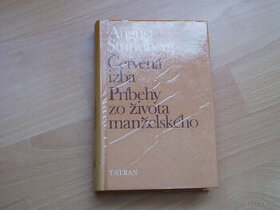 August
Strindberg
Červená
izba
Príbehy
zo života
manželského
TATRAN